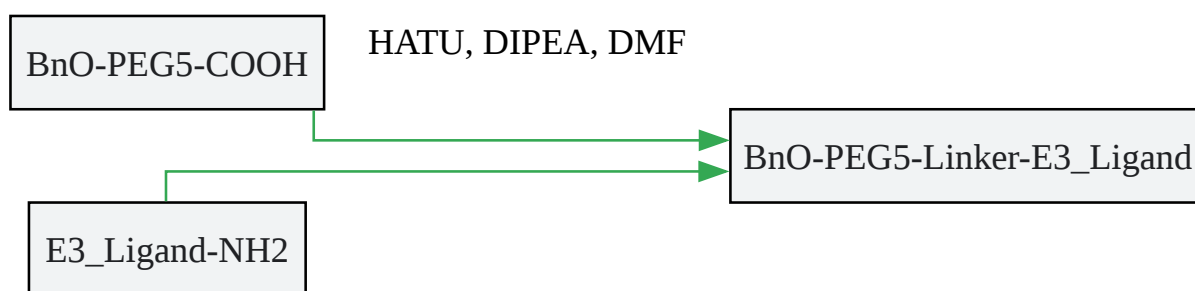 BnO-PEG5-COOH
HATU, DIPEA, DMF
BnO-PEG5-Linker-E3_Ligand
E3_Ligand-NH2